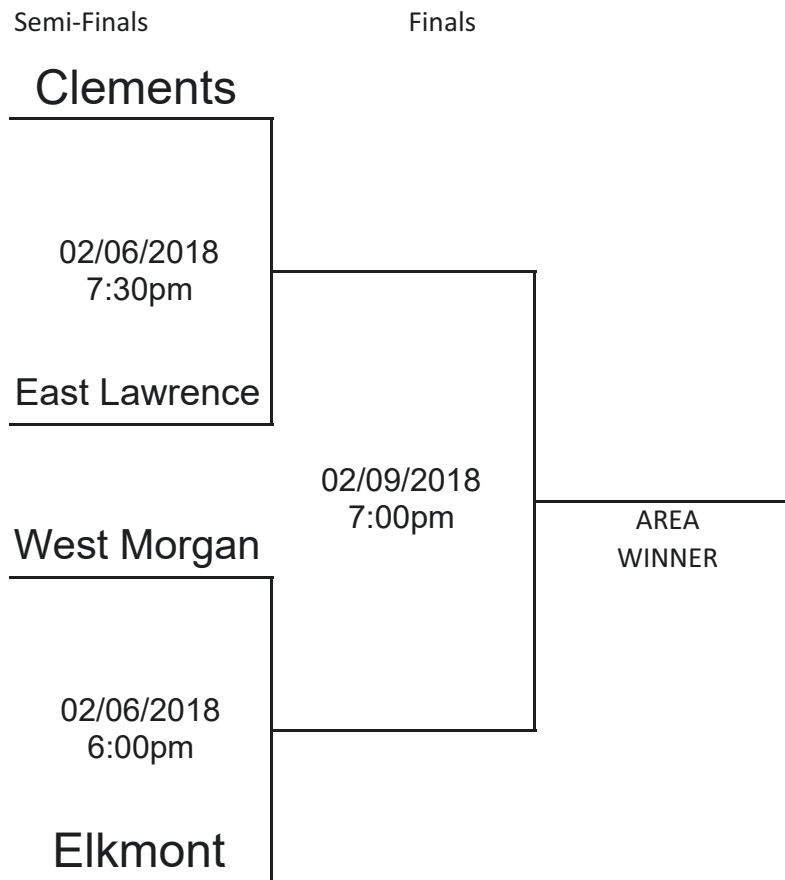 Semi-Finals
Finals
Clements
02/06/2018
7:30pm
East Lawrence
02/09/2018
7:00pm
AREA
WINNER
West Morgan
02/06/2018
6:00pm
Elkmont